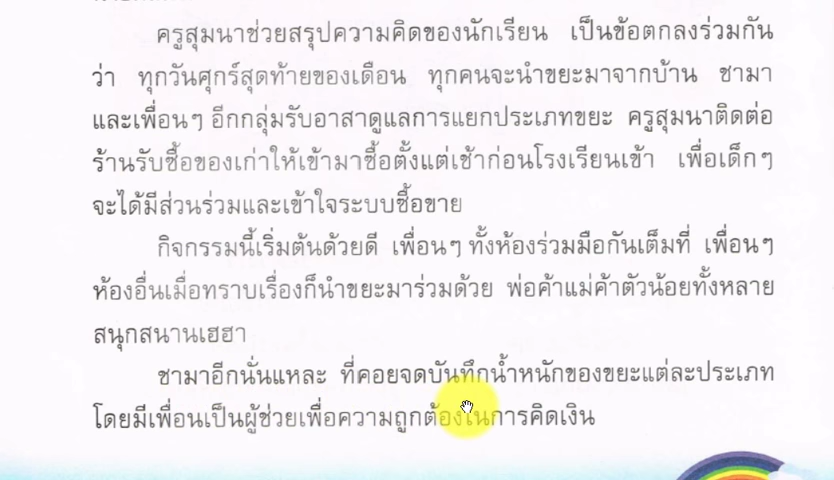 ครูสุมนาช่วยสรุปความคิดของนักเรียน เป็นข้อตกลงร่วมกัน
ว่า ทุกวันศุกร์สุดท้ายของเดือน ทุกคนจะนำขยะมาจากบ้าน ชามา
และเพื่อนๆ อีกกลุ่มรับอาสาดูแลการแยกประเภทขยะ ครูสุมนาติดต่อ
ร้านรับซื้อของเก่าให้เข้ามาซื้อตั้งแต่เช้าก่อนโรงเรียนเข้า เพื่อเด็กๆ
จะได้มีส่วนร่วมและเข้าใจระบบซื้อขาย
กิจกรรมนี้เริ่มต้นด้วยดี เพื่อนๆ ทั้งห้องร่วมมือกันเต็มที่ เพื่อนๆ
ห้องอื่นเมื่อทราบเรื่องก็นำขยะมาร่วมด้วย พ่อค้าแม่ค้าตัวน้อยทั้งหลาย
สนุกสนานเฮฮา
ชามาอีกนั่นแหละ ที่คอยจดบันทึกน้ำหนักของขยะแต่ละประเภท
โดยมีเพื่อนเป็นผู้ช่วยเพื่อความถูกต้องในการคิดเงิน